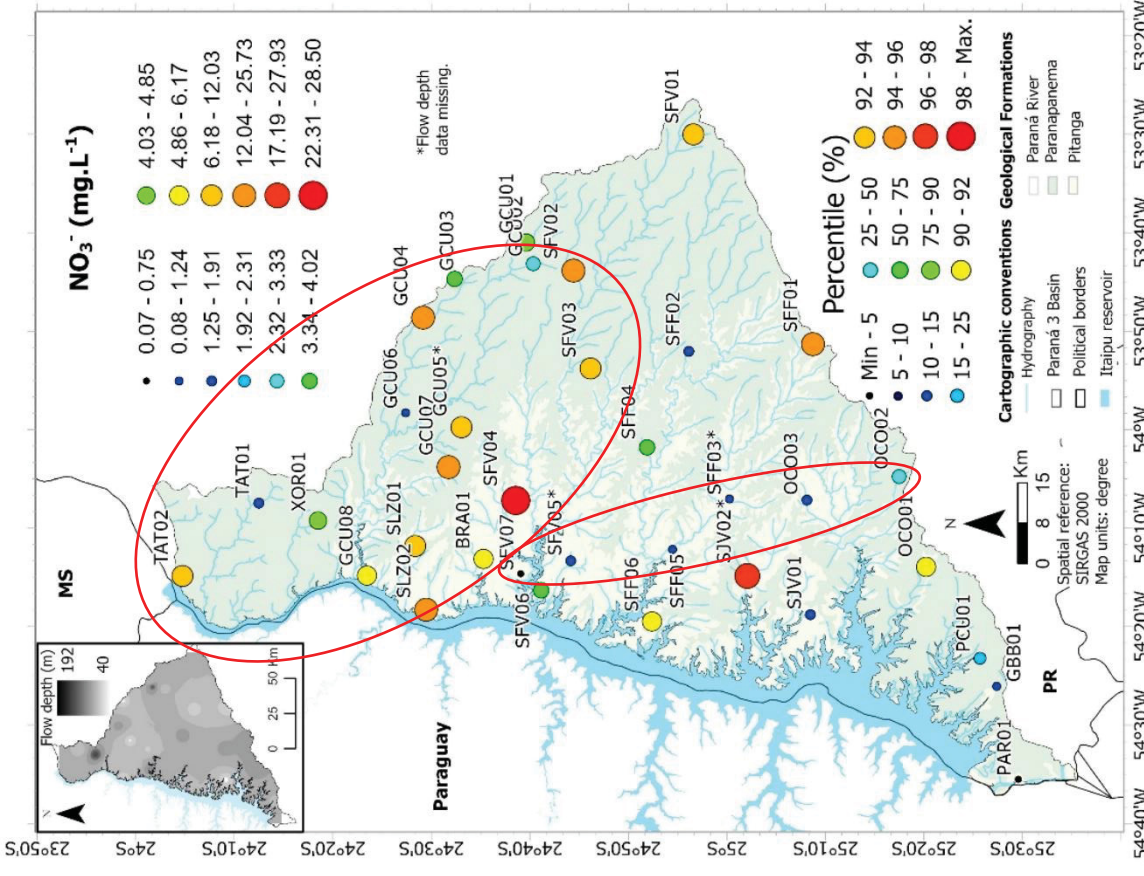 MS
Paraguay
PR
Flow depth (m)
192
40
0 25 50 Km
N
NO₃⁻ (mg.L⁻¹)
0.07 - 0.75
0.08 - 1.24
1.25 - 1.91
1.92 - 2.31
2.32 - 3.33
3.34 - 4.02
4.03 - 4.85
4.86 - 6.17
6.18 - 12.03
12.04 - 25.73
17.19 - 27.93
22.31 - 28.50
*Flow depth
data missing.
TAT02
TAT01
XOR01
GCU08
SLZ01
SLZ02
BRA01
GCU04
GCU03
GCU06
GCU05*
GCU07
GCU01
GCU02
SFV02
SFV01
SFV03
SFV04
SFV07
SFV05*
SFV06
SFF02
SFF04
SFF01
SFF03*
SFF06
SFF05
SJV02*
SJV01
OCO03
OCO02
OCO01
PCU01
GBB01
PAR01
Percentile (%)
Min - 5
5 - 10
10 - 15
15 - 25
25 - 50
50 - 75
75 - 90
90 - 92
92 - 94
94 - 96
96 - 98
98 - Max.
Cartographic conventions
Hydrography
Paraná 3 Basin
Political borders
Itaipu reservoir
Geological Formations
Paraná River
Paranapanema
Pitanga
N
0 8 15 Km
Spatial reference:
SIRGAS 2000
Map units: degree
23°50'S
24°S
24°10'S
24°20'S
24°30'S
24°40'S
24°50'S
25°S
25°10'S
25°20'S
25°30'S
54°40'W
54°30'W
54°20'W
54°10'W
54°W
53°50'W
53°40'W
53°30'W
53°20'W